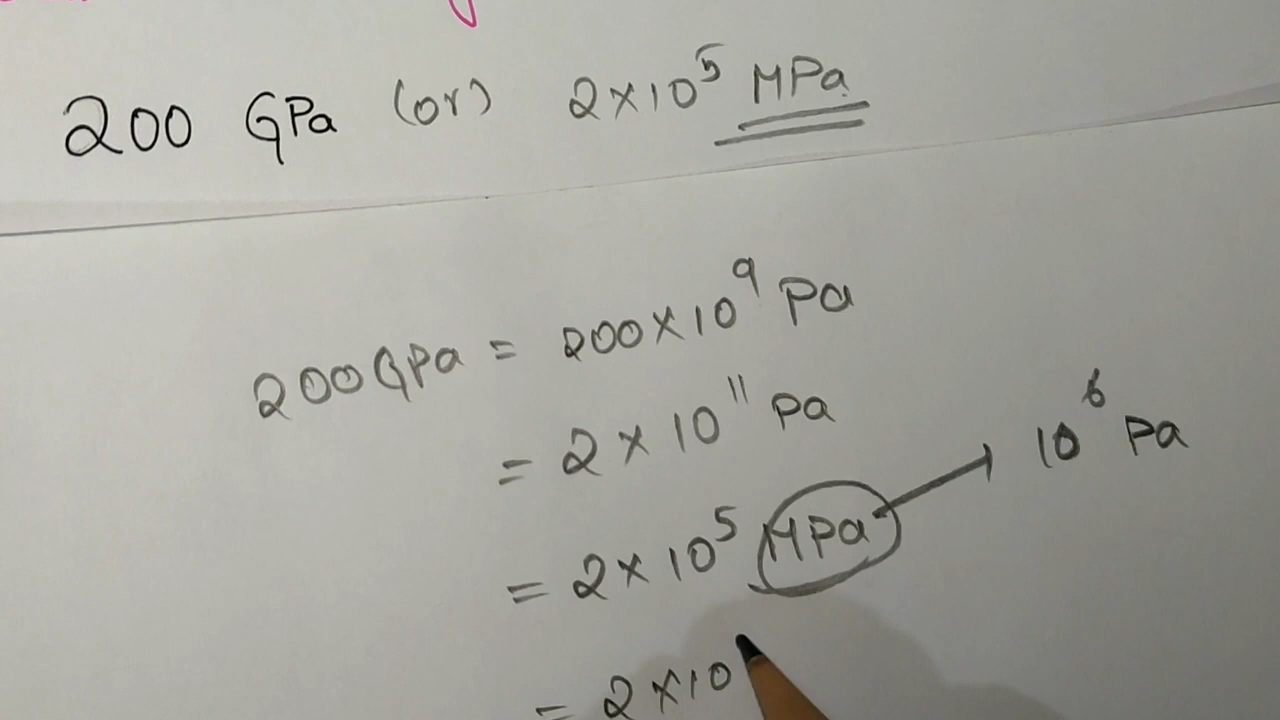 200 GPa (or) 2×10⁵ MPa
200 GPa = 200×10⁹ Pa
= 2×10¹¹ Pa
= 2×10⁵ MPa → 10⁶ Pa
= 2×10